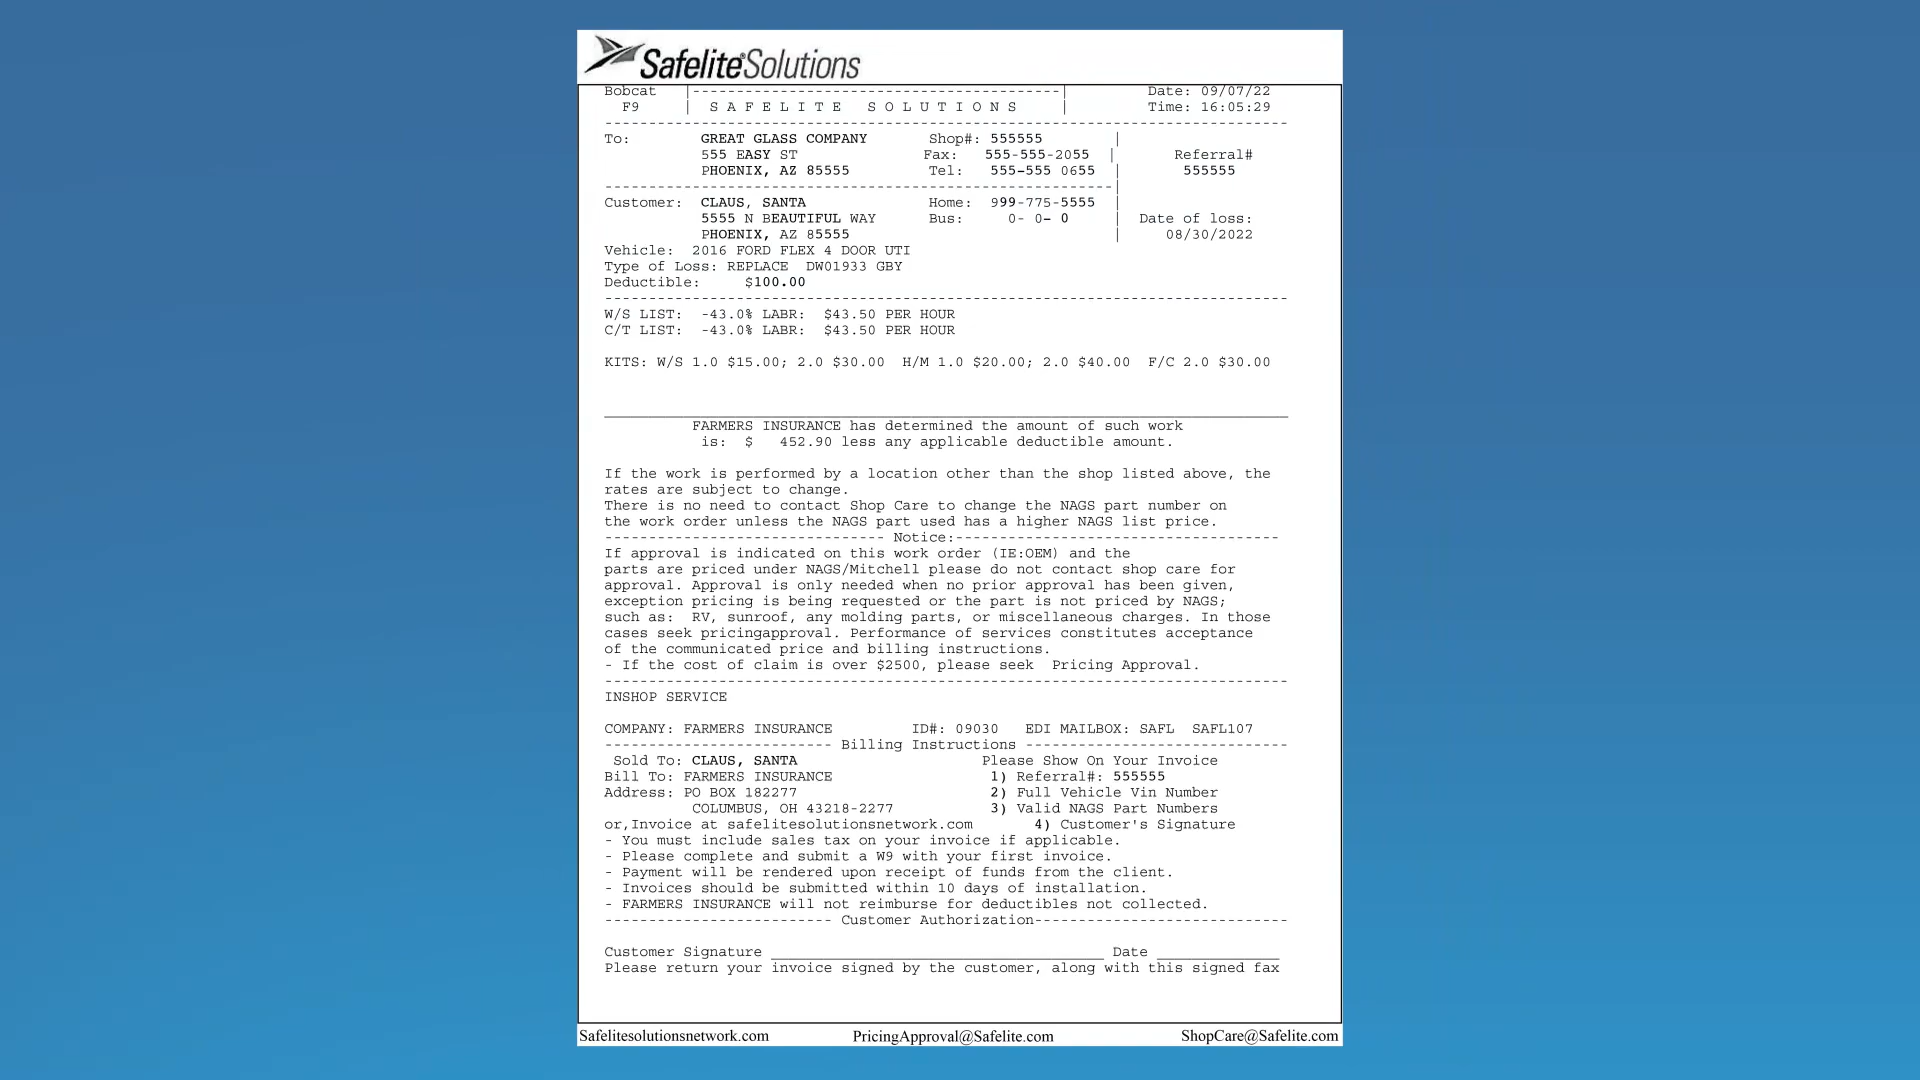 Safelite® Solutions
Bobcat |------------------------------------------| Date: 09/07/22
F9 | S A F E L I T E S O L U T I O N S | Time: 16:05:29
------------------------------------------------------------------------------
To: GREAT GLASS COMPANY Shop#: 555555 |
555 EASY ST Fax: 555-555-2055 | Referral#
PHOENIX, AZ 85555 Tel: 555-555 0655 | 555555
----------------------------------------------------------|
Customer: CLAUS, SANTA Home: 999-775-5555 |
5555 N BEAUTIFUL WAY Bus: 0- 0- 0 | Date of loss:
PHOENIX, AZ 85555 | 08/30/2022
Vehicle: 2016 FORD FLEX 4 DOOR UTI
Type of Loss: REPLACE DW01933 GBY
Deductible: $100.00
------------------------------------------------------------------------------
W/S LIST: -43.0% LABR: $43.50 PER HOUR
C/T LIST: -43.0% LABR: $43.50 PER HOUR
KITS: W/S 1.0 $15.00; 2.0 $30.00 H/M 1.0 $20.00; 2.0 $40.00 F/C 2.0 $30.00
______________________________________________________________________________
FARMERS INSURANCE has determined the amount of such work
is: $ 452.90 less any applicable deductible amount.
If the work is performed by a location other than the shop listed above, the
rates are subject to change.
There is no need to contact Shop Care to change the NAGS part number on
the work order unless the NAGS part used has a higher NAGS list price.
-------------------------------- Notice:-------------------------------------
If approval is indicated on this work order (IE:OEM) and the
parts are priced under NAGS/Mitchell please do not contact shop care for
approval. Approval is only needed when no prior approval has been given,
exception pricing is being requested or the part is not priced by NAGS;
such as: RV, sunroof, any molding parts, or miscellaneous charges. In those
cases seek pricingapproval. Performance of services constitutes acceptance
of the communicated price and billing instructions.
- If the cost of claim is over $2500, please seek Pricing Approval.
------------------------------------------------------------------------------
INSHOP SERVICE
COMPANY: FARMERS INSURANCE ID#: 09030 EDI MAILBOX: SAFL SAFL107
-------------------------- Billing Instructions ------------------------------
Sold To: CLAUS, SANTA Please Show On Your Invoice
Bill To: FARMERS INSURANCE 1) Referral#: 555555
Address: PO BOX 182277 2) Full Vehicle Vin Number
COLUMBUS, OH 43218-2277 3) Valid NAGS Part Numbers
or,Invoice at safelitesolutionsnetwork.com 4) Customer's Signature
- You must include sales tax on your invoice if applicable.
- Please complete and submit a W9 with your first invoice.
- Payment will be rendered upon receipt of funds from the client.
- Invoices should be submitted within 10 days of installation.
- FARMERS INSURANCE will not reimburse for deductibles not collected.
-------------------------- Customer Authorization-----------------------------
Customer Signature ______________________________________ Date ______________
Please return your invoice signed by the customer, along with this signed fax
Safelitesolutionsnetwork.com PricingApproval@Safelite.com ShopCare@Safelite.com